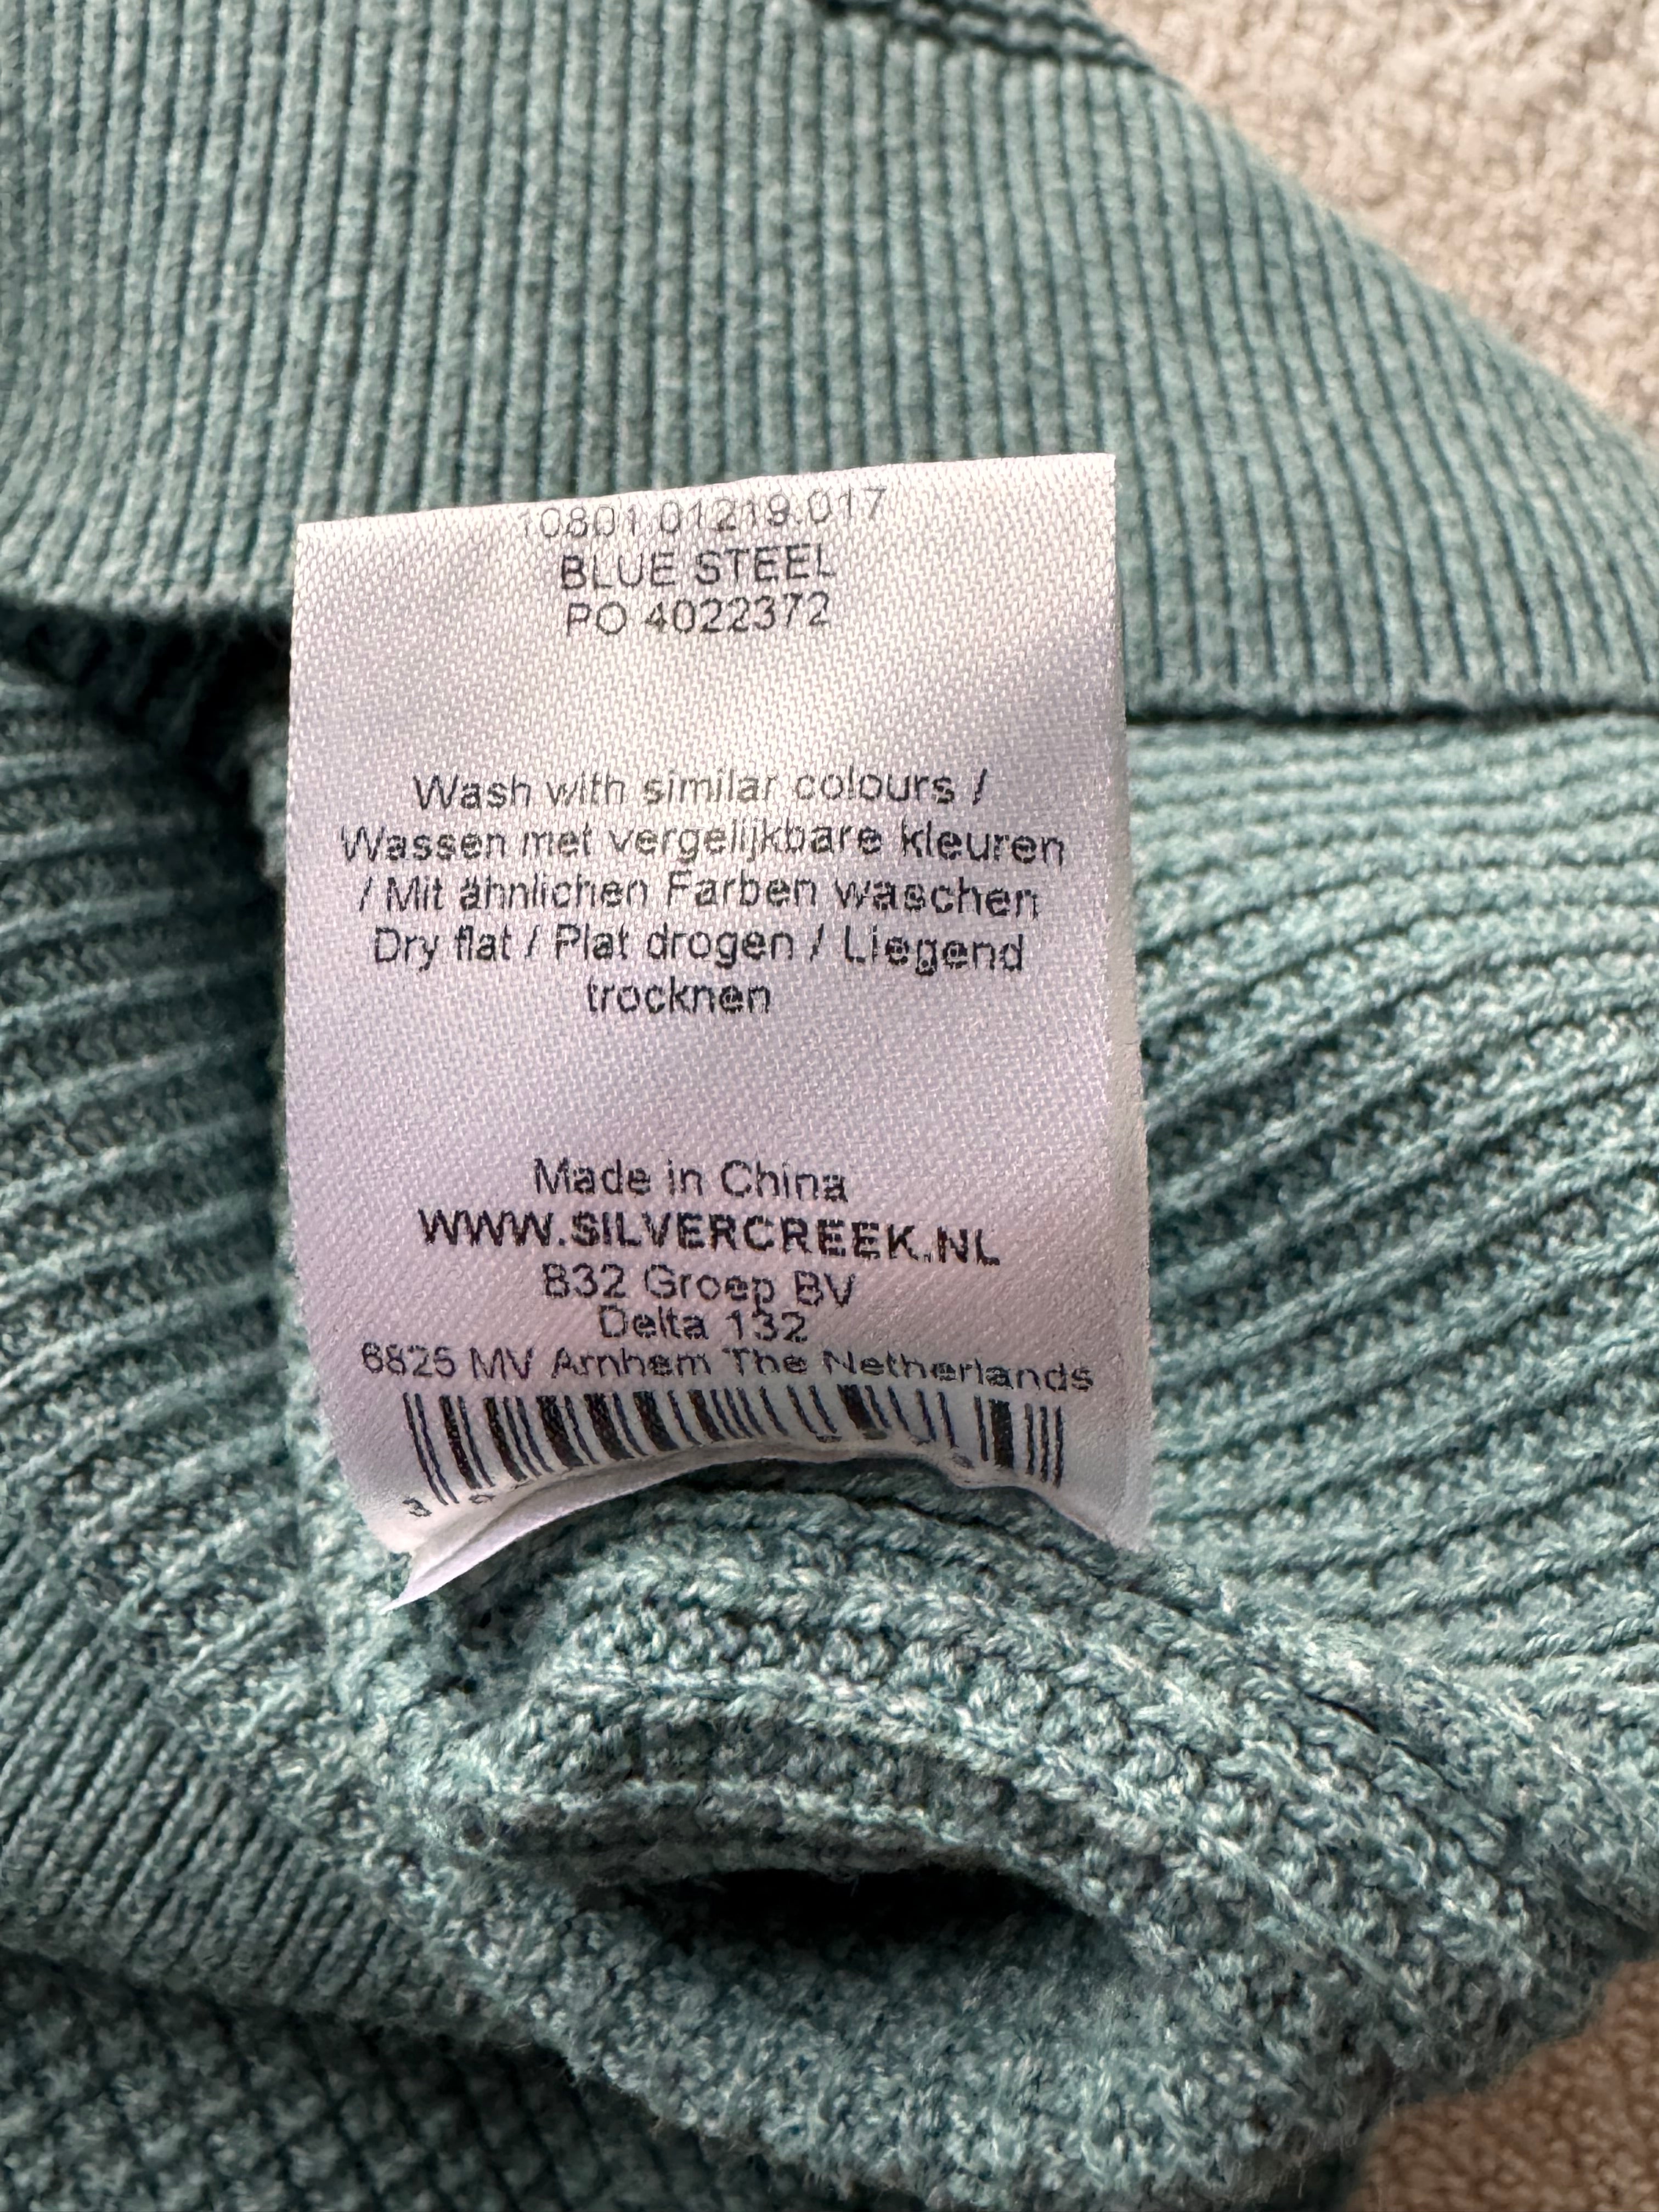 10801.01219.017
BLUE STEEL
PO 4022372
Wash with similar colours /
Wassen met vergelijkbare kleuren
/ Mit ähnlichen Farben waschen
Dry flat / Plat drogen / Liegend
trocknen
Made in China
WWW.SILVERCREEK.NL
B32 Groep BV
Delta 132
6825 MV Arnhem The Netherlands
3